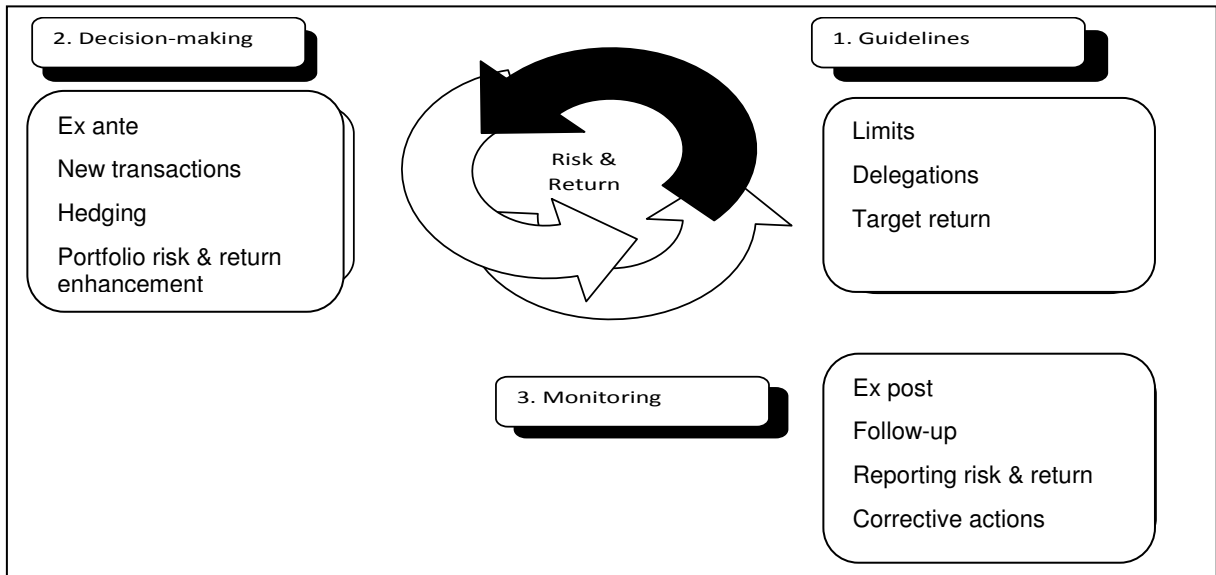 2. Decision-making
Ex ante
New transactions
Hedging
Portfolio risk & return
enhancement
Risk &
Return
1. Guidelines
Limits
Delegations
Target return
3. Monitoring
Ex post
Follow-up
Reporting risk & return
Corrective actions